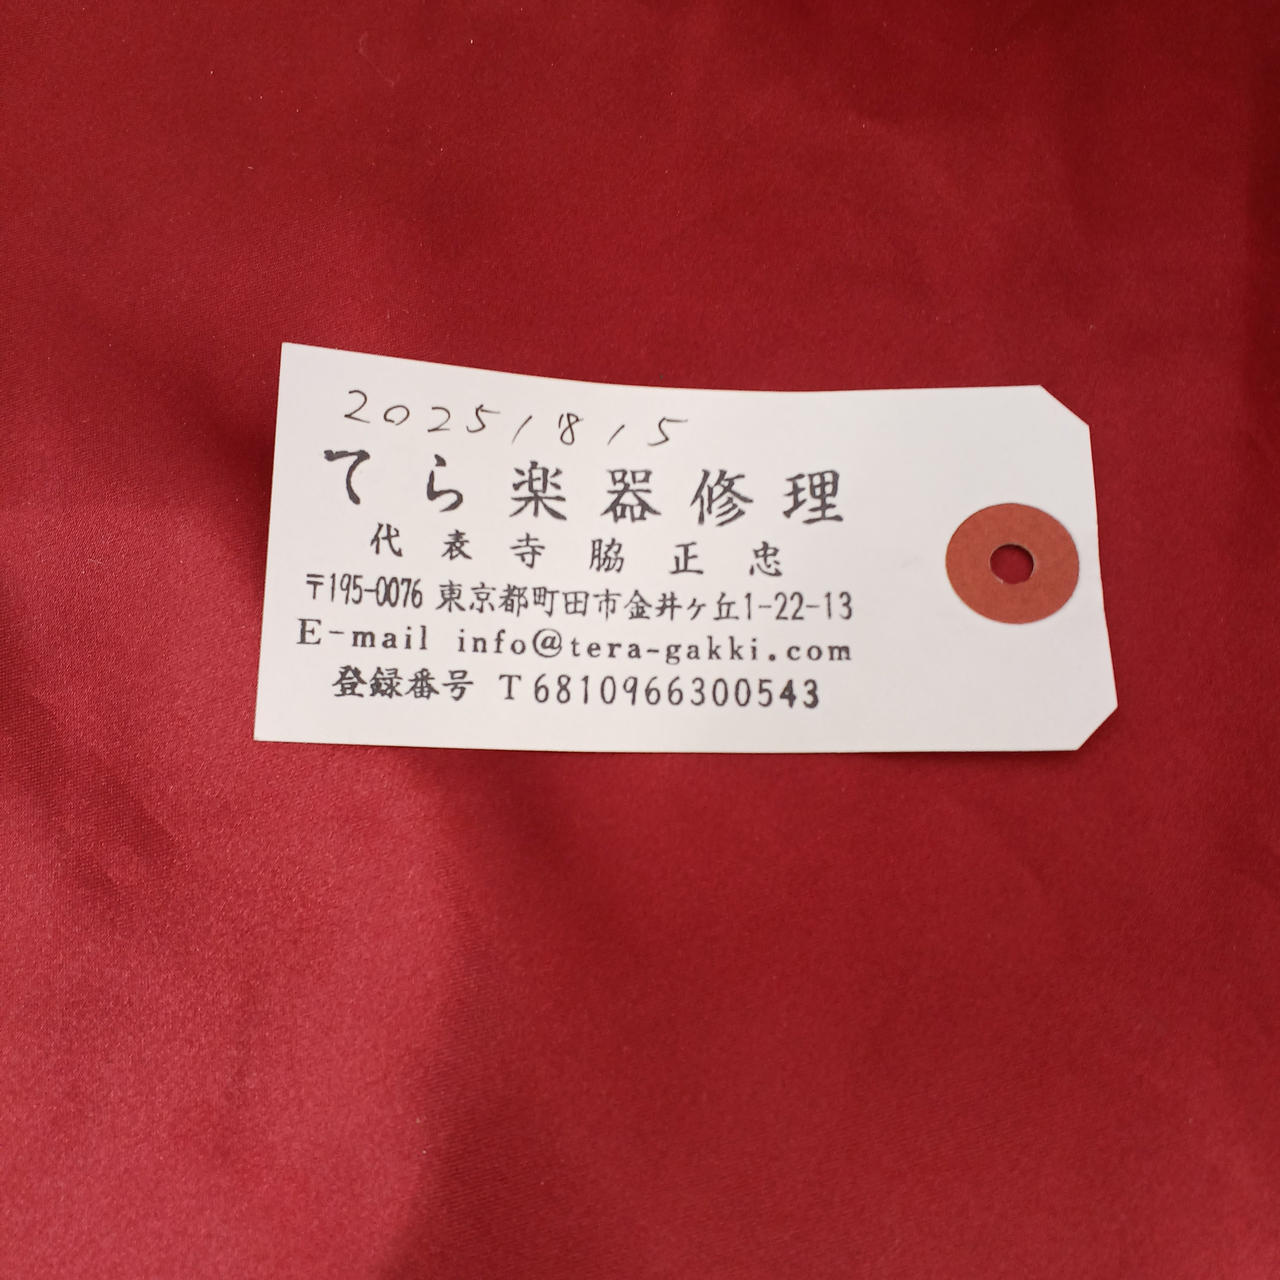 2025/8/5
てら楽器修理
代表寺脇正忠
〒195-0076 東京都町田市金井ヶ丘1-22-13
E-mail info@tera-gakki.com
登録番号 T6810966300543